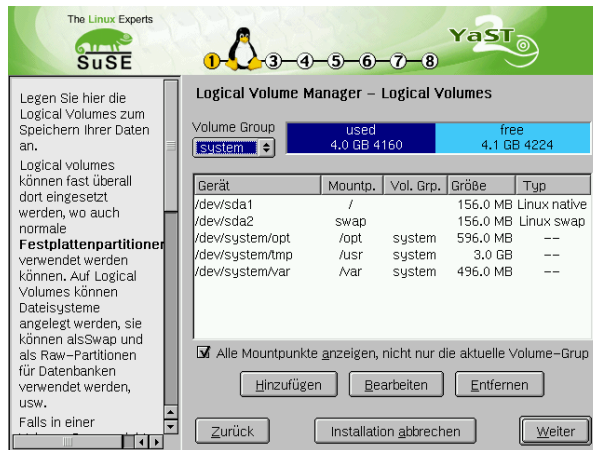 The Linux Experts
SuSE
YaST
2
1 3 4 5 6 7 8
Legen Sie hier die
Logical Volumes zum
Speichern Ihrer Daten
an.
Logical volumes
können fast überall
dort eingesetzt
werden, wo auch
normale
Festplattenpartitionen
verwendet werden
können. Auf Logical
Volumes können
Dateisysteme
angelegt werden, sie
können alsSwap und
als Raw-Partitionen
für Datenbanken
verwendet werden,
usw.
Falls in einer
Logical Volume Manager – Logical Volumes
Volume Group
system
used
4.0 GB 4160
free
4.1 GB 4224
Gerät Mountp. Vol. Grp. Größe Typ
/dev/sda1 / 156.0 MB Linux native
/dev/sda2 swap 156.0 MB Linux swap
/dev/system/opt /opt system 596.0 MB --
/dev/system/tmp /usr system 3.0 GB --
/dev/system/var /var system 496.0 MB --
Alle Mountpunkte anzeigen, nicht nur die aktuelle Volume-Grup
Hinzufügen Bearbeiten Entfernen
Zurück Installation abbrechen Weiter